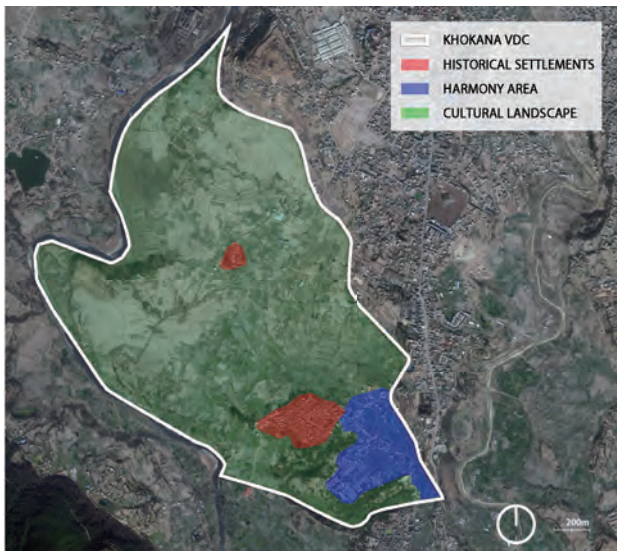 KHOKANA VDC
HISTORICAL SETTLEMENTS
HARMONY AREA
CULTURAL LANDSCAPE
200m